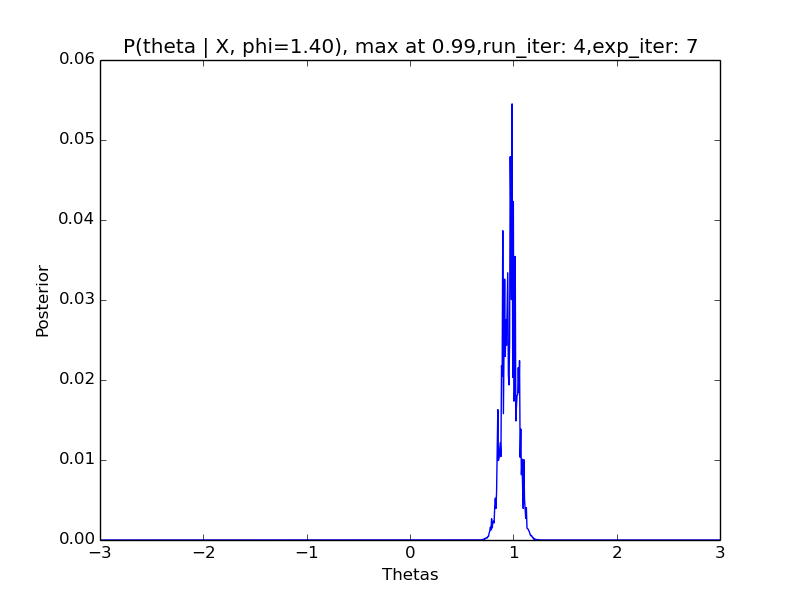 P(theta | X, phi=1.40), max at 0.99,run_iter: 4,exp_iter: 7
0.06
0.05
0.04
0.03
0.02
0.01
0.00
Posterior
−3 −2 −1 0 1 2 3
Thetas